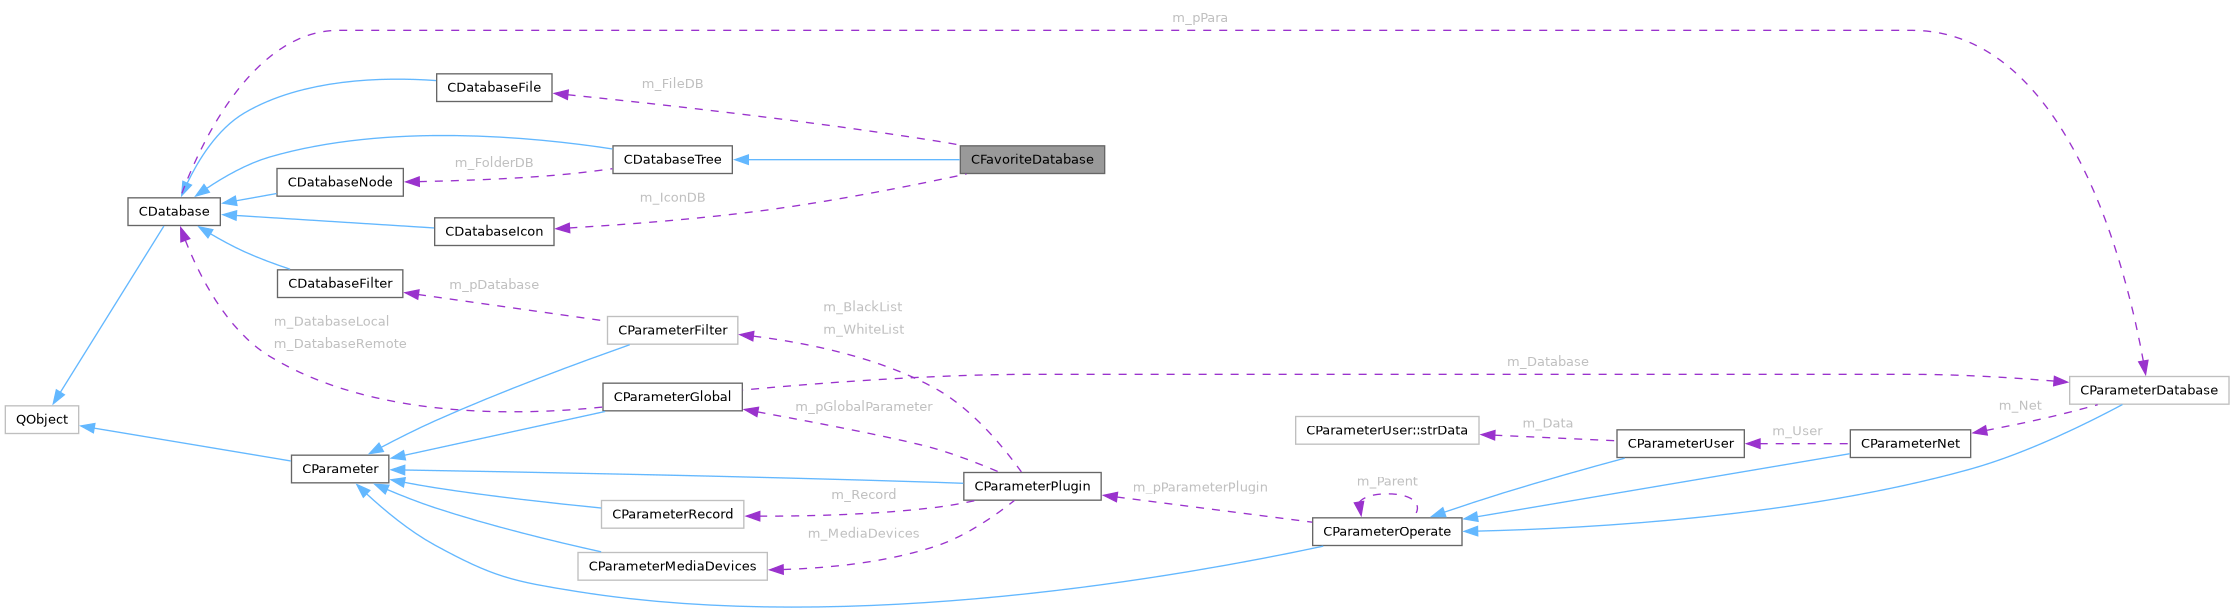 m_pPara
CDatabaseFile
m_FileDB
CDatabaseTree
CFavoriteDatabase
m_FolderDB
CDatabaseNode
m_IconDB
CDatabase
CDatabaseIcon
CDatabaseFilter
m_pDatabase
m_BlackList
m_WhiteList
m_DatabaseLocal
m_DatabaseRemote
CParameterFilter
m_Database
CParameterGlobal
CParameterDatabase
m_pGlobalParameter
m_Net
QObject
CParameterUser::strData
m_Data
CParameterUser
m_User
CParameterNet
CParameter
CParameterPlugin
m_pParameterPlugin
m_Parent
m_Record
CParameterRecord
CParameterOperate
m_MediaDevices
CParameterMediaDevices